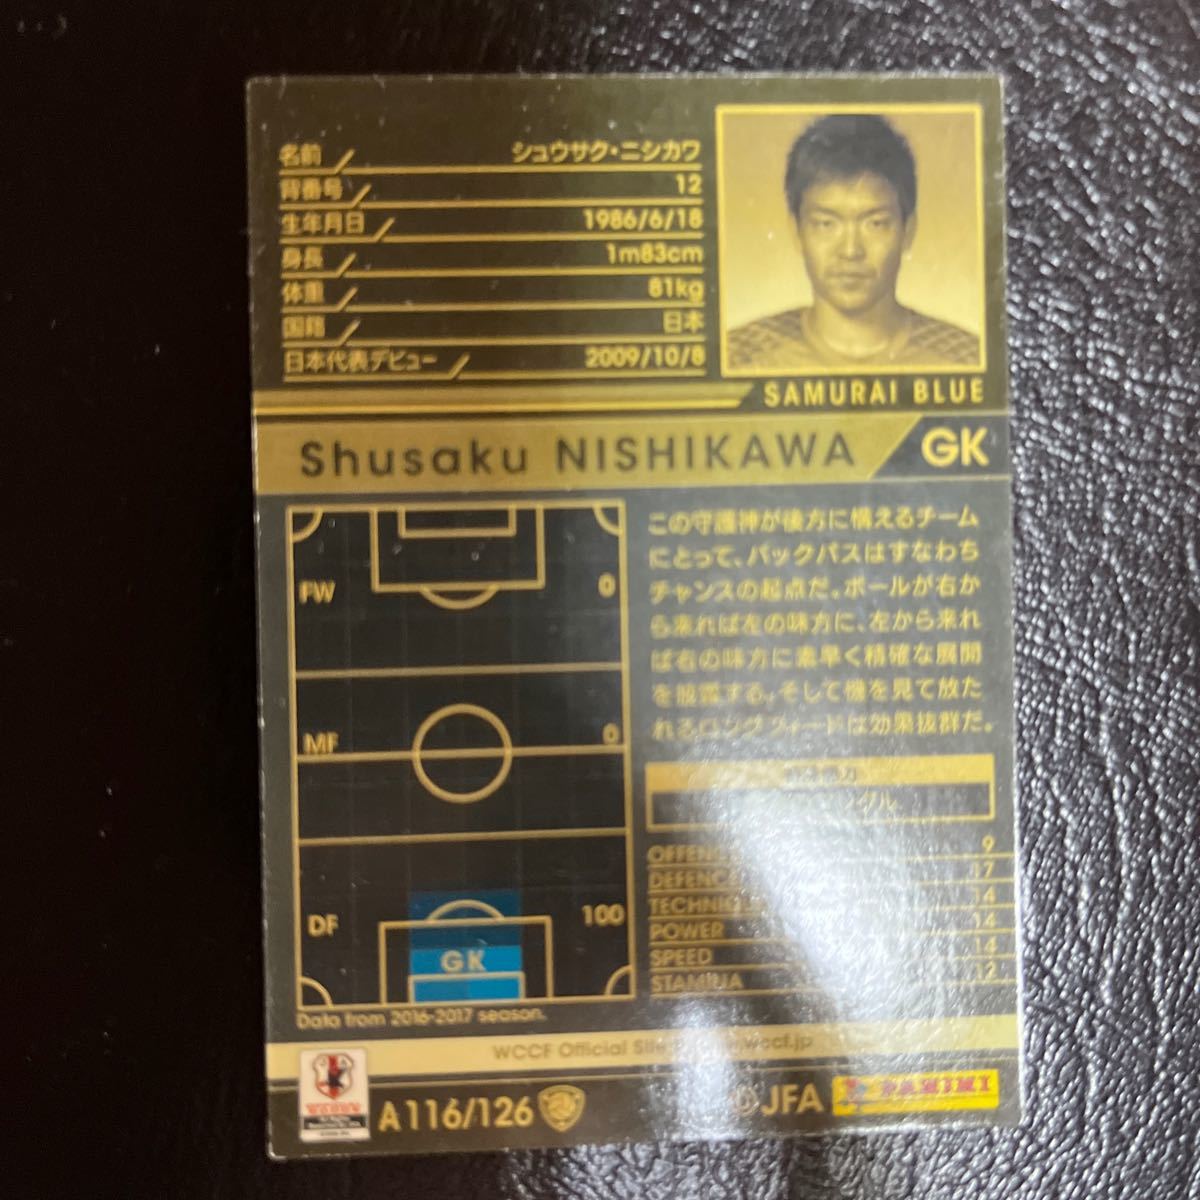 名前 シュウサク・ニシカワ
背番号 12
生年月日 1986/6/18
身長 1m83cm
体重 81kg
国籍 日本
日本代表デビュー 2009/10/8
SAMURAI BLUE
Shusaku NISHIKAWA GK
FW 0
MF 0
DF 100
GK
Data from 2016-2017 season.
この守護神が後方に構えるチーム
にとって、バックパスはすなわち
チャンスの起点だ。ボールが右か
ら来れば左の味方に、左から来れ
ば右の味方に素早く精確な展開
を披露する。そして機を見て放た
れるロングフィードは効果抜群だ。
OFFENCE 9
DEFENCE 17
TECHNIQUE 14
POWER 14
SPEED 14
STAMINA 12
WCCF Official Site wccf.jp
A116/126
JFA
PANINI